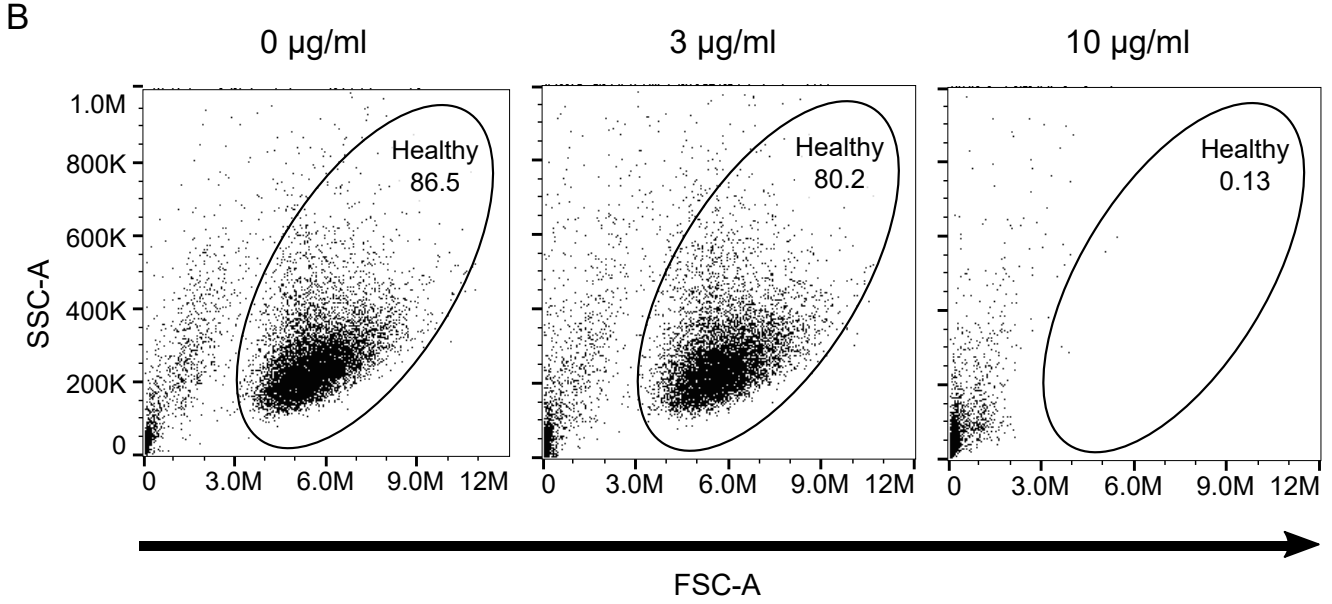 B
0 µg/ml
3 µg/ml
10 µg/ml
SSC-A
1.0M
800K
600K
400K
200K
0
Healthy
86.5
Healthy
80.2
Healthy
0.13
0 3.0M 6.0M 9.0M 12M
0 3.0M 6.0M 9.0M 12M
0 3.0M 6.0M 9.0M 12M
FSC-A